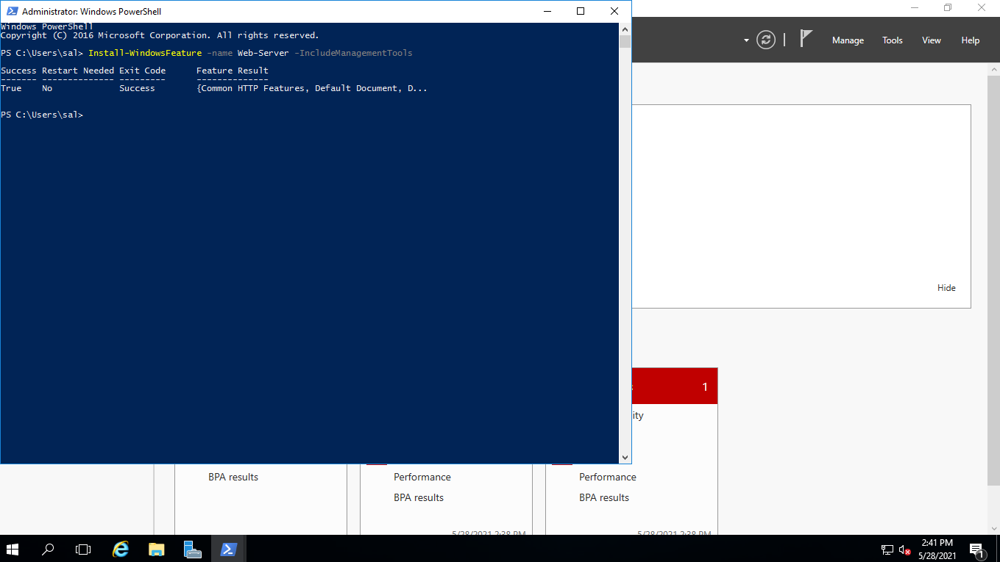 Administrator: Windows PowerShell
Windows PowerShell
Copyright (C) 2016 Microsoft Corporation. All rights reserved.
PS C:\Users\sal> Install-WindowsFeature -name Web-Server -IncludeManagementTools
Success Restart Needed Exit Code      Feature Result
------- -------------- ---------      --------------
True    No             Success        {Common HTTP Features, Default Document, D...
PS C:\Users\sal>
Manage Tools View Help
Hide
1
ity
BPA results
Performance
BPA results
5/28/2021 2:38 PM
Performance
BPA results
5/28/2021 2:38 PM
2:41 PM
5/28/2021
1